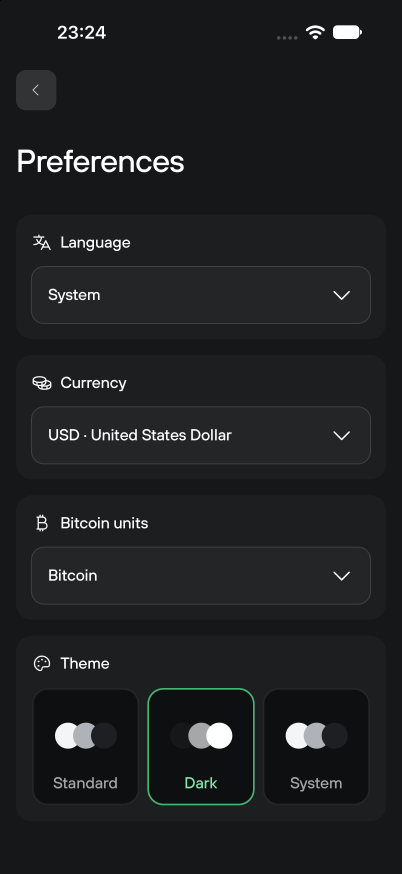 23:24
Preferences
Language
System
Currency
USD · United States Dollar
Bitcoin units
Bitcoin
Theme
Standard
Dark
System